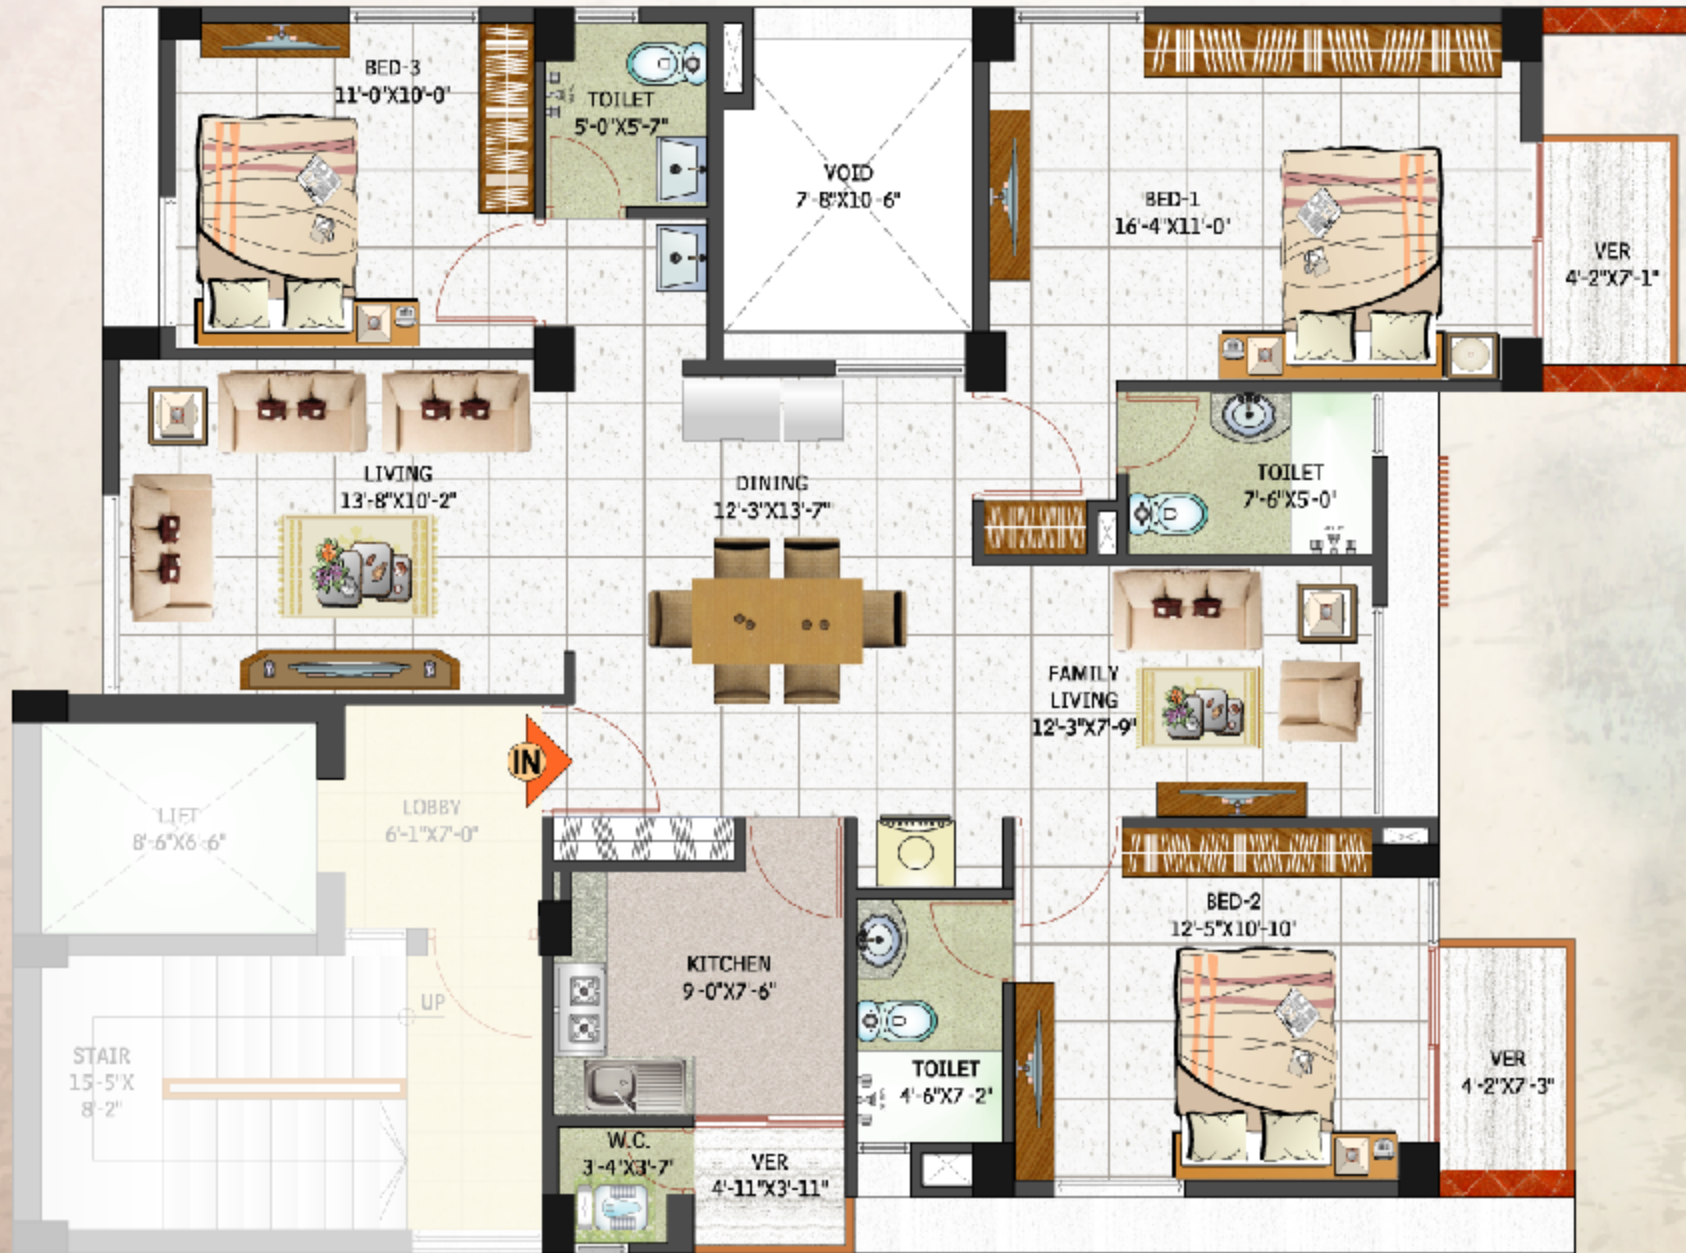 BED-3
11'-0"X10'-0"
TOILET
5'-0"X5'-7"
VOID
7'-8"X10-6"
BED-1
16'-4"X11'-0"
VER
4'-2"X7'-1"
LIVING
13'-8"X10'-2"
DINING
12'-3"X13'-7"
TOILET
7'-6"X5'-0"
FAMILY
LIVING
12'-3"X7'-9"
IN
LIFT
8'-6"X6'-6"
LOBBY
6'-1"X7'-0"
BED-2
12'-5"X10'-10"
KITCHEN
9-0"X7-6"
UP
STAIR
15-5"X
8'-2"
TOILET
4'-6"X7-2"
VER
4-2"X7'-3"
W.C.
3-4"X3'-7"
VER
4'-11"X3'-11"